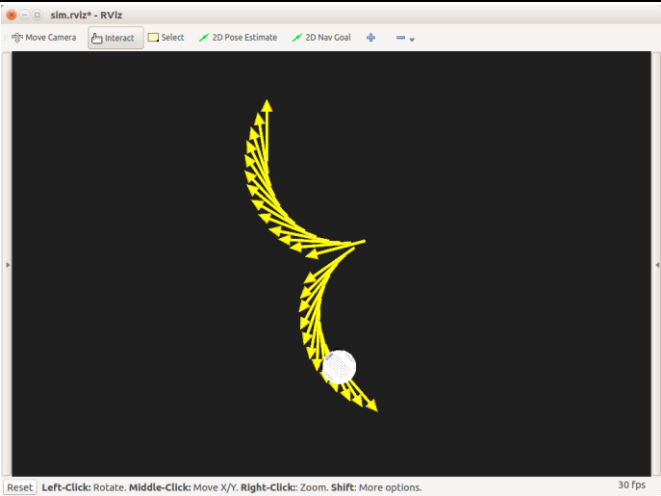 sim.rviz* - RViz
Move Camera Interact Select 2D Pose Estimate 2D Nav Goal
Reset Left-Click: Rotate. Middle-Click: Move X/Y. Right-Click:: Zoom. Shift: More options. 30 fps